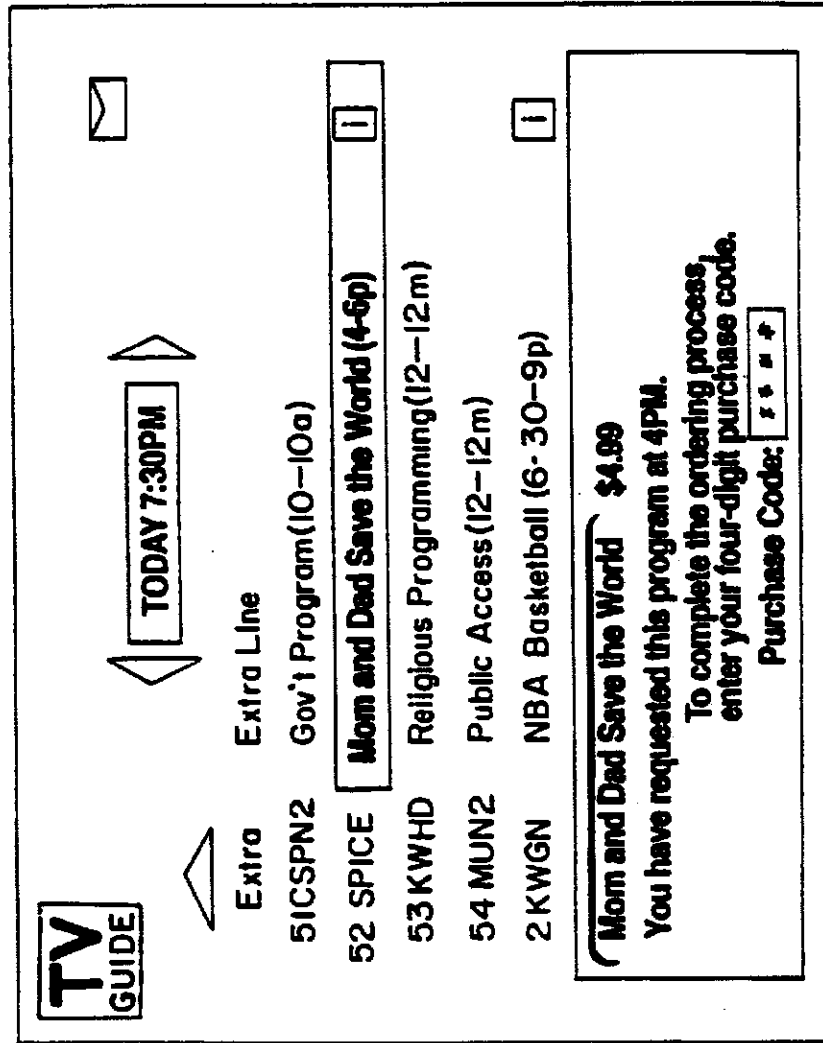 TV
GUIDE
TODAY 7:30PM
Extra Extra Line
51CSPN2 Gov't Program(10-10a)
52 SPICE Mom and Dad Save the World (4-6p) i
53 KWHD Religious Programming(12-12m)
54 MUN2 Public Access(12-12m)
2 KWGN NBA Basketball (6-30-9p) i
Mom and Dad Save the World $4.99
You have requested this program at 4PM.
To complete the ordering process,
enter your four-digit purchase code.
Purchase Code: * * * *